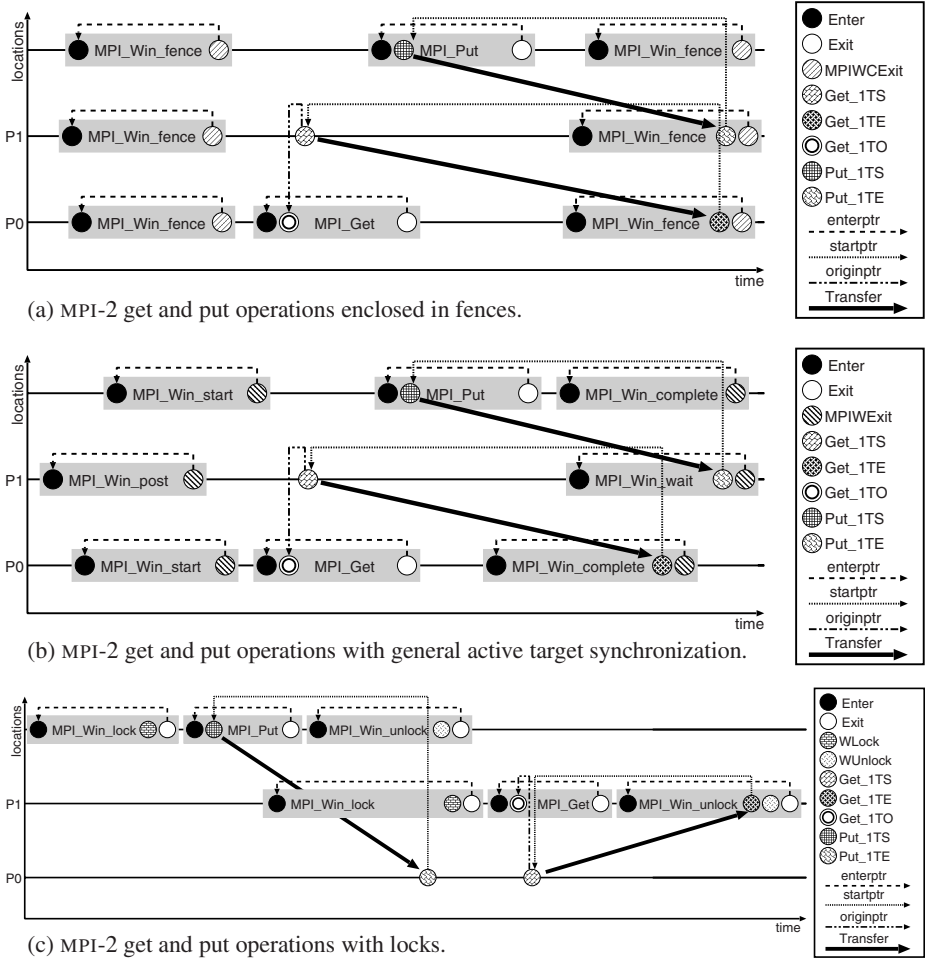 locations
MPI_Win_fence
MPI_Put
MPI_Win_fence
P1
MPI_Win_fence
MPI_Win_fence
P0
MPI_Win_fence
MPI_Get
MPI_Win_fence
time
Enter
Exit
MPIWCExit
Get_1TS
Get_1TE
Get_1TO
Put_1TS
Put_1TE
enterptr
startptr
originptr
Transfer
(a) MPI-2 get and put operations enclosed in fences.
locations
MPI_Win_start
MPI_Put
MPI_Win_complete
P1
MPI_Win_post
MPI_Win_wait
P0
MPI_Win_start
MPI_Get
MPI_Win_complete
time
Enter
Exit
MPIWExit
Get_1TS
Get_1TE
Get_1TO
Put_1TS
Put_1TE
enterptr
startptr
originptr
Transfer
(b) MPI-2 get and put operations with general active target synchronization.
locations
MPI_Win_lock
MPI_Put
MPI_Win_unlock
P1
MPI_Win_lock
MPI_Get
MPI_Win_unlock
P0
time
Enter
Exit
WLock
WUnlock
Get_1TS
Get_1TE
Get_1TO
Put_1TS
Put_1TE
enterptr
startptr
originptr
Transfer
(c) MPI-2 get and put operations with locks.